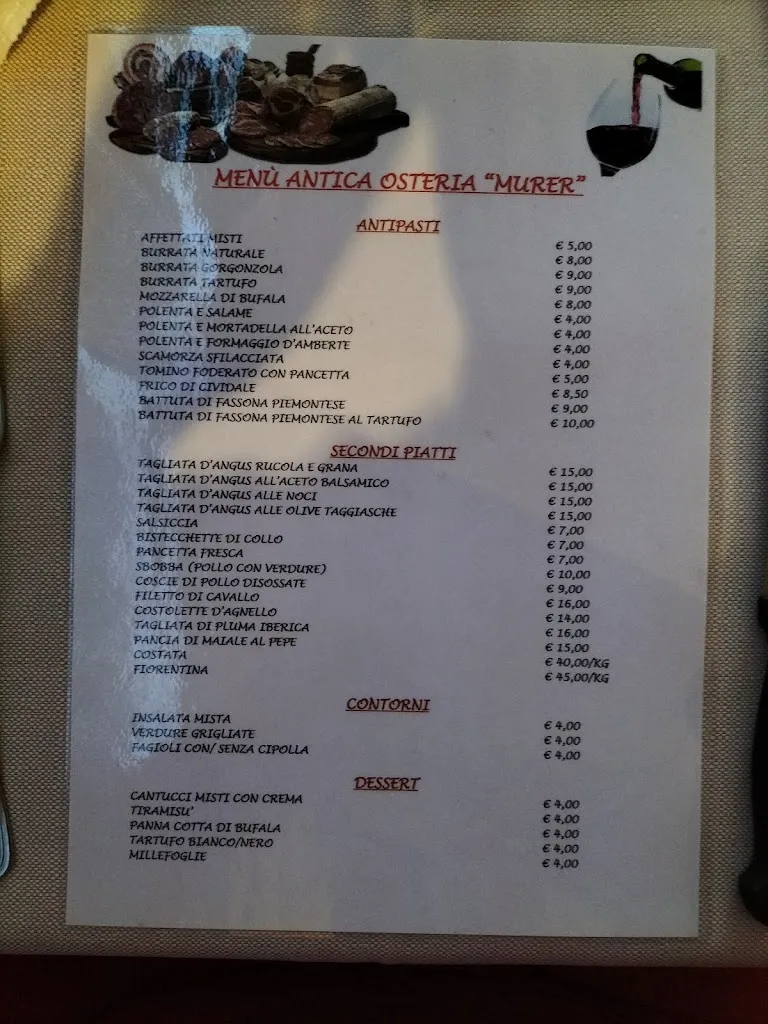 MENÙ ANTICA OSTERIA “MURER”
ANTIPASTI
AFFETTATI MISTI € 5,00
BURRATA NATURALE € 8,00
BURRATA GORGONZOLA € 9,00
BURRATA TARTUFO € 9,00
MOZZARELLA DI BUFALA € 8,00
POLENTA E SALAME € 4,00
POLENTA E MORTADELLA ALL'ACETO € 4,00
POLENTA E FORMAGGIO D'AMBERTE € 4,00
SCAMORZA SFILACCIATA € 4,00
TOMINO FODERATO CON PANCETTA € 5,00
FRICO DI CIVIDALE € 8,50
BATTUTA DI FASSONA PIEMONTESE € 9,00
BATTUTA DI FASSONA PIEMONTESE AL TARTUFO € 10,00
SECONDI PIATTI
TAGLIATA D'ANGUS RUCOLA E GRANA € 15,00
TAGLIATA D'ANGUS ALL'ACETO BALSAMICO € 15,00
TAGLIATA D'ANGUS ALLE NOCI € 15,00
TAGLIATA D'ANGUS ALLE OLIVE TAGGIASCHE € 15,00
SALSICCIA € 7,00
BISTECCHETTE DI COLLO € 7,00
PANCETTA FRESCA € 7,00
SBOBBA (POLLO CON VERDURE) € 10,00
COSCIE DI POLLO DISOSSATE € 9,00
FILETTO DI CAVALLO € 16,00
COSTOLETTE D'AGNELLO € 14,00
TAGLIATA DI PLUMA IBERICA € 16,00
PANCIA DI MAIALE AL PEPE € 15,00
COSTATA € 40,00/KG
FIORENTINA € 45,00/KG
CONTORNI
INSALATA MISTA € 4,00
VERDURE GRIGLIATE € 4,00
FAGIOLI CON/ SENZA CIPOLLA € 4,00
DESSERT
CANTUCCI MISTI CON CREMA € 4,00
TIRAMISU' € 4,00
PANNA COTTA DI BUFALA € 4,00
TARTUFO BIANCO/NERO € 4,00
MILLEFOGLIE € 4,00